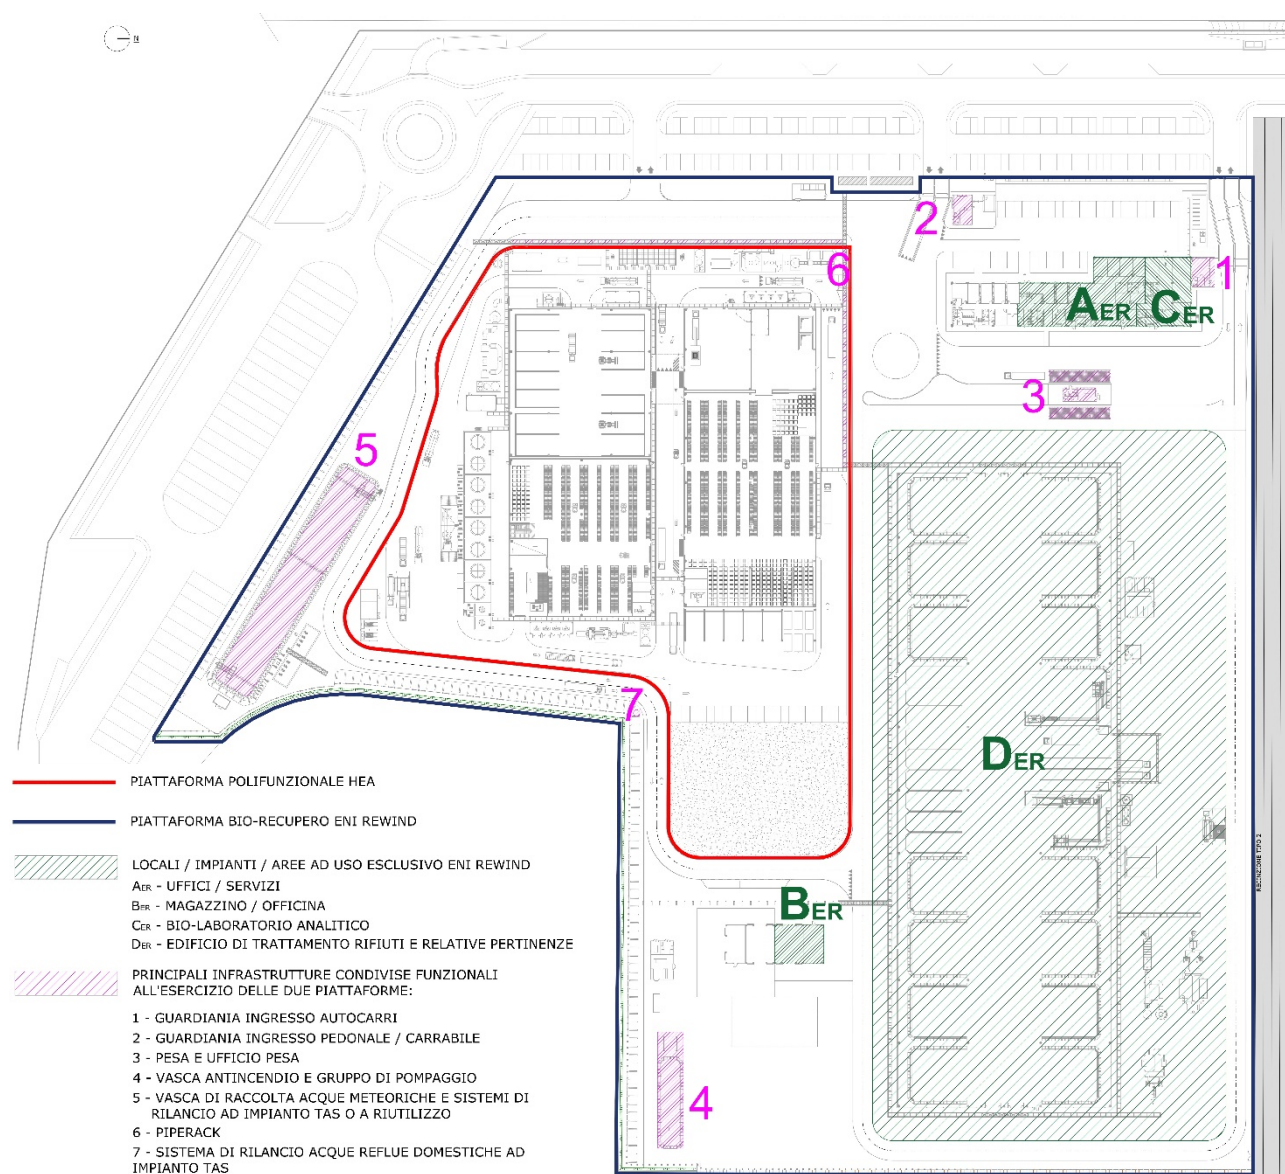 N
2
6
1
AER CER
3
5
DER
7
BER
4
RECINZIONE TIPO 2
PIATTAFORMA POLIFUNZIONALE HEA
PIATTAFORMA BIO-RECUPERO ENI REWIND
LOCALI / IMPIANTI / AREE AD USO ESCLUSIVO ENI REWIND
AER - UFFICI / SERVIZI
BER - MAGAZZINO / OFFICINA
CER - BIO-LABORATORIO ANALITICO
DER - EDIFICIO DI TRATTAMENTO RIFIUTI E RELATIVE PERTINENZE
PRINCIPALI INFRASTRUTTURE CONDIVISE FUNZIONALI
ALL'ESERCIZIO DELLE DUE PIATTAFORME:
1 - GUARDIANIA INGRESSO AUTOCARRI
2 - GUARDIANIA INGRESSO PEDONALE / CARRABILE
3 - PESA E UFFICIO PESA
4 - VASCA ANTINCENDIO E GRUPPO DI POMPAGGIO
5 - VASCA DI RACCOLTA ACQUE METEORICHE E SISTEMI DI
RILANCIO AD IMPIANTO TAS O A RIUTILIZZO
6 - PIPERACK
7 - SISTEMA DI RILANCIO ACQUE REFLUE DOMESTICHE AD
IMPIANTO TAS